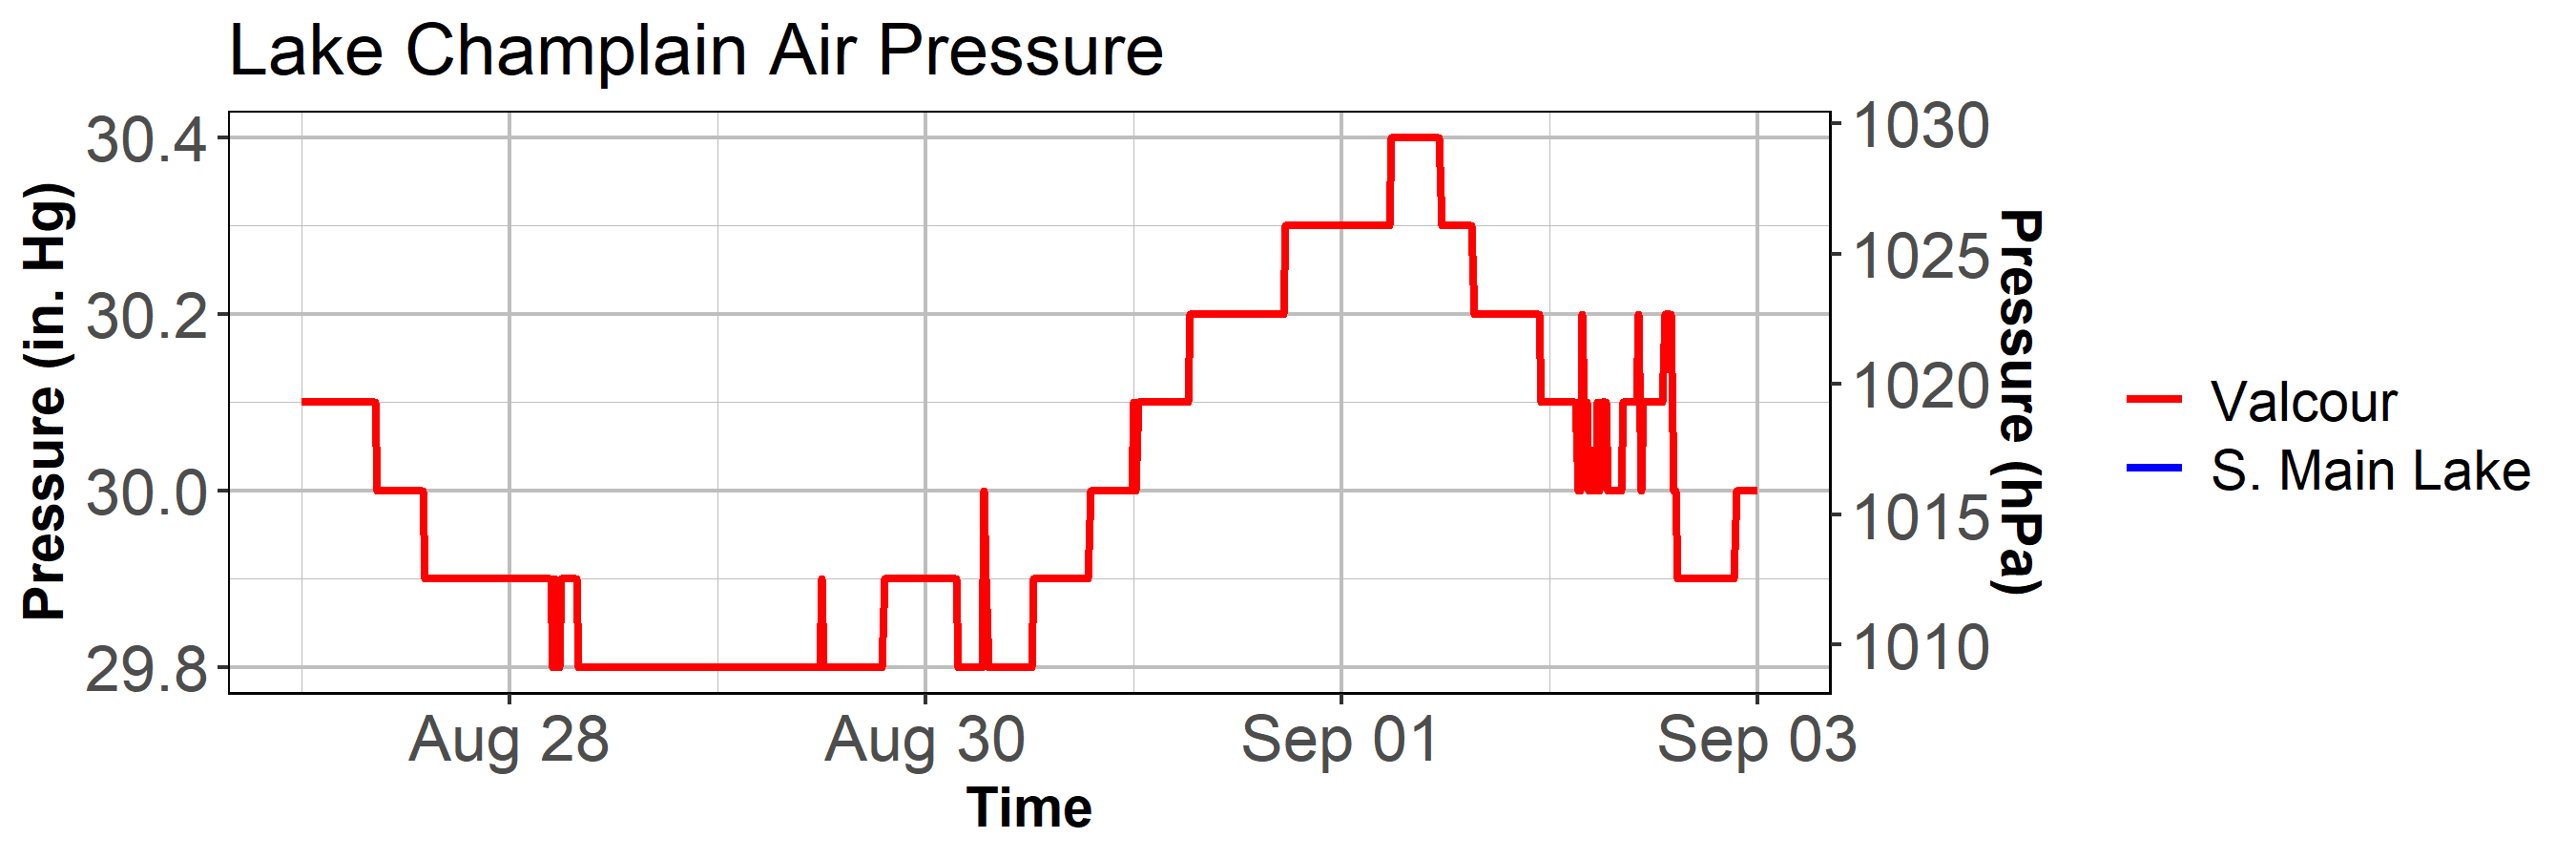 Lake Champlain Air Pressure
30.4
30.2
30.0
29.8
Pressure (in. Hg)
1030
1025
1020
1015
1010
Pressure (hPa)
Aug 28
Aug 30
Sep 01
Sep 03
Time
Valcour
S. Main Lake